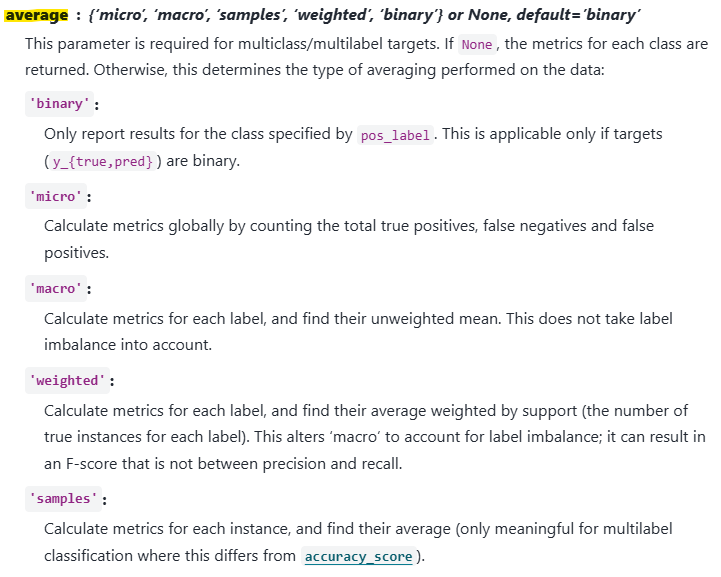 average : {‘micro’, ‘macro’, ‘samples’, ‘weighted’, ‘binary’} or None, default=’binary’
This parameter is required for multiclass/multilabel targets. If None, the metrics for each class are
returned. Otherwise, this determines the type of averaging performed on the data:
'binary':
Only report results for the class specified by pos_label. This is applicable only if targets
(y_{true,pred}) are binary.
'micro':
Calculate metrics globally by counting the total true positives, false negatives and false
positives.
'macro':
Calculate metrics for each label, and find their unweighted mean. This does not take label
imbalance into account.
'weighted':
Calculate metrics for each label, and find their average weighted by support (the number of
true instances for each label). This alters ‘macro’ to account for label imbalance; it can result in
an F-score that is not between precision and recall.
'samples':
Calculate metrics for each instance, and find their average (only meaningful for multilabel
classification where this differs from accuracy_score).